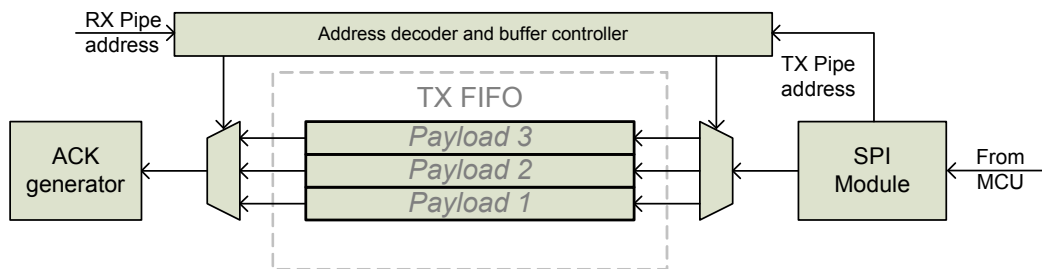 RX Pipe
address
Address decoder and buffer controller
TX Pipe
address
TX FIFO
Payload 3
Payload 2
Payload 1
ACK
generator
SPI
Module
From
MCU